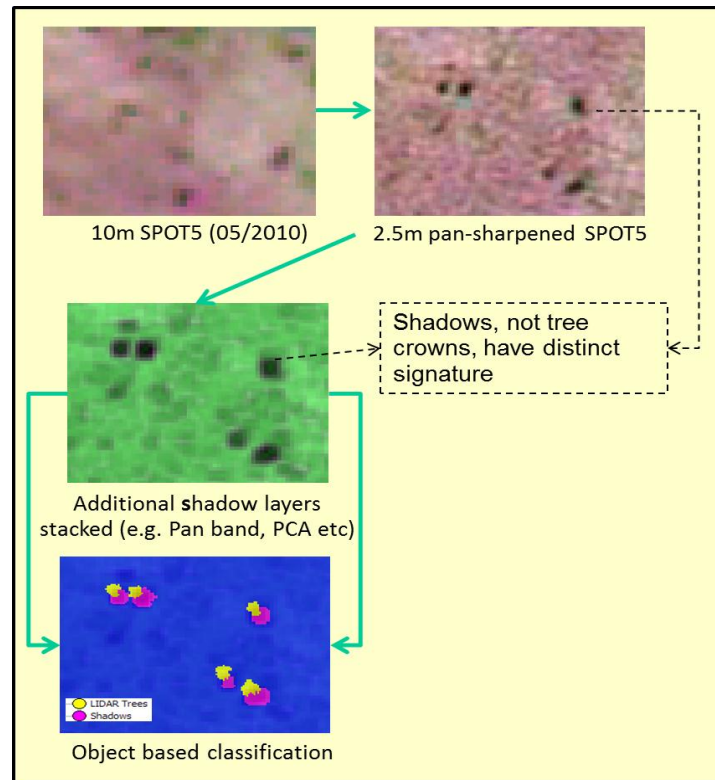 10m SPOT5 (05/2010)
2.5m pan-sharpened SPOT5
Shadows, not tree
crowns, have distinct
signature
Additional shadow layers
stacked (e.g. Pan band, PCA etc)
LIDAR Trees
Shadows
Object based classification